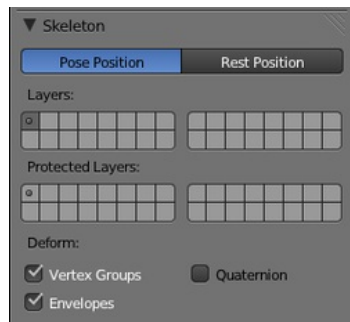 Skeleton
Pose Position Rest Position
Layers:
Protected Layers:
Deform:
Vertex Groups Quaternion
Envelopes